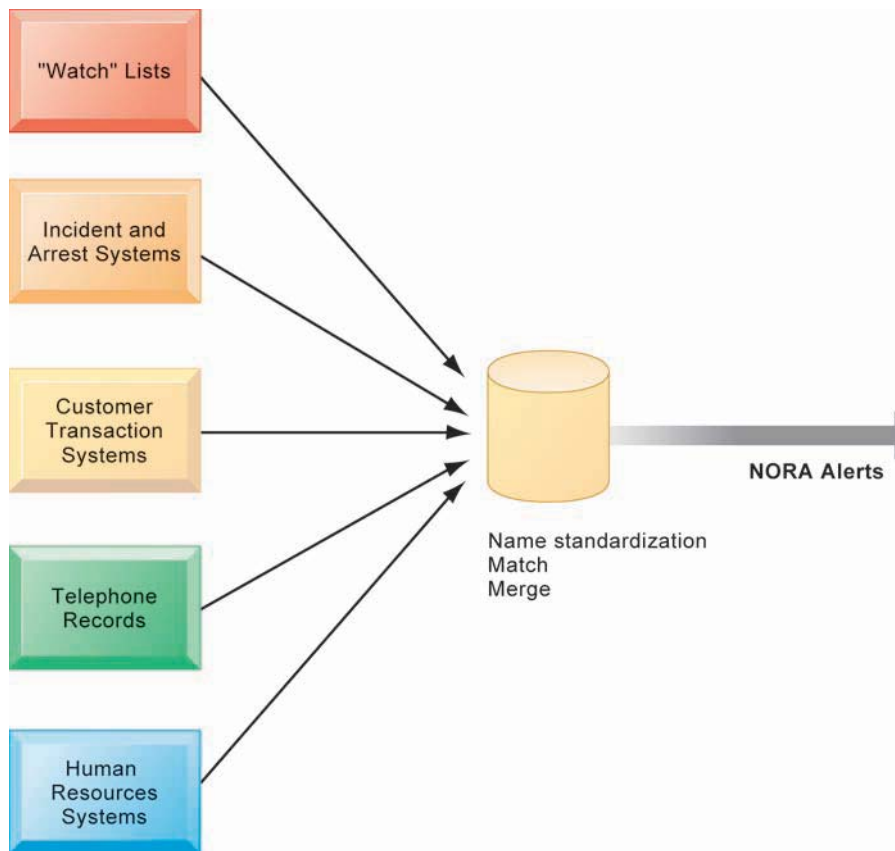 "Watch" Lists
Incident and
Arrest Systems
Customer
Transaction
Systems
Telephone
Records
Human
Resources
Systems
Name standardization
Match
Merge
NORA Alerts